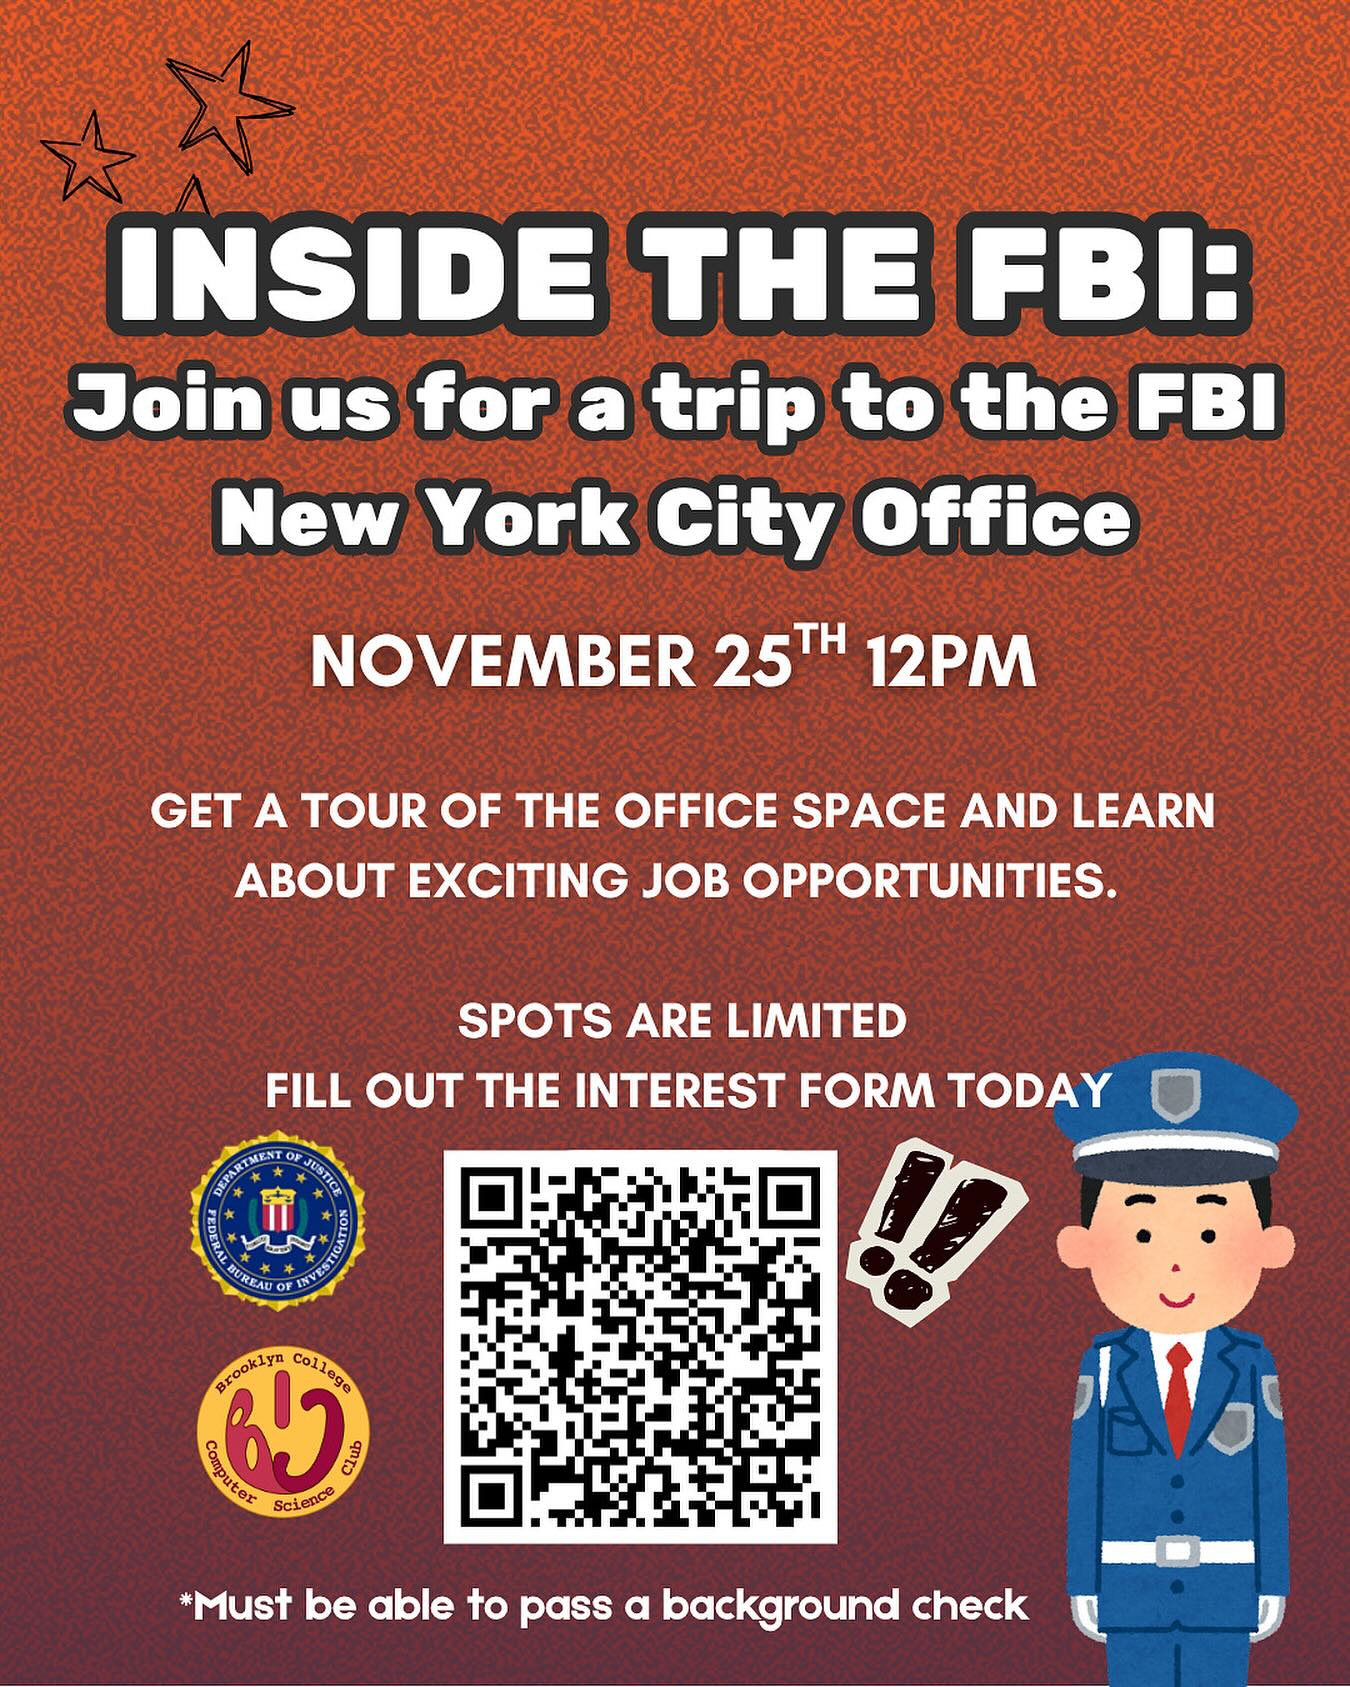 INSIDE THE FBI:
Join us for a trip to the FBI
New York City Office
NOVEMBER 25TH 12PM
GET A TOUR OF THE OFFICE SPACE AND LEARN
ABOUT EXCITING JOB OPPORTUNITIES.
SPOTS ARE LIMITED
FILL OUT THE INTEREST FORM TODAY
DEPARTMENT OF JUSTICE
FEDERAL BUREAU OF INVESTIGATION
Brooklyn College
Computer Science Club
*Must be able to pass a background check